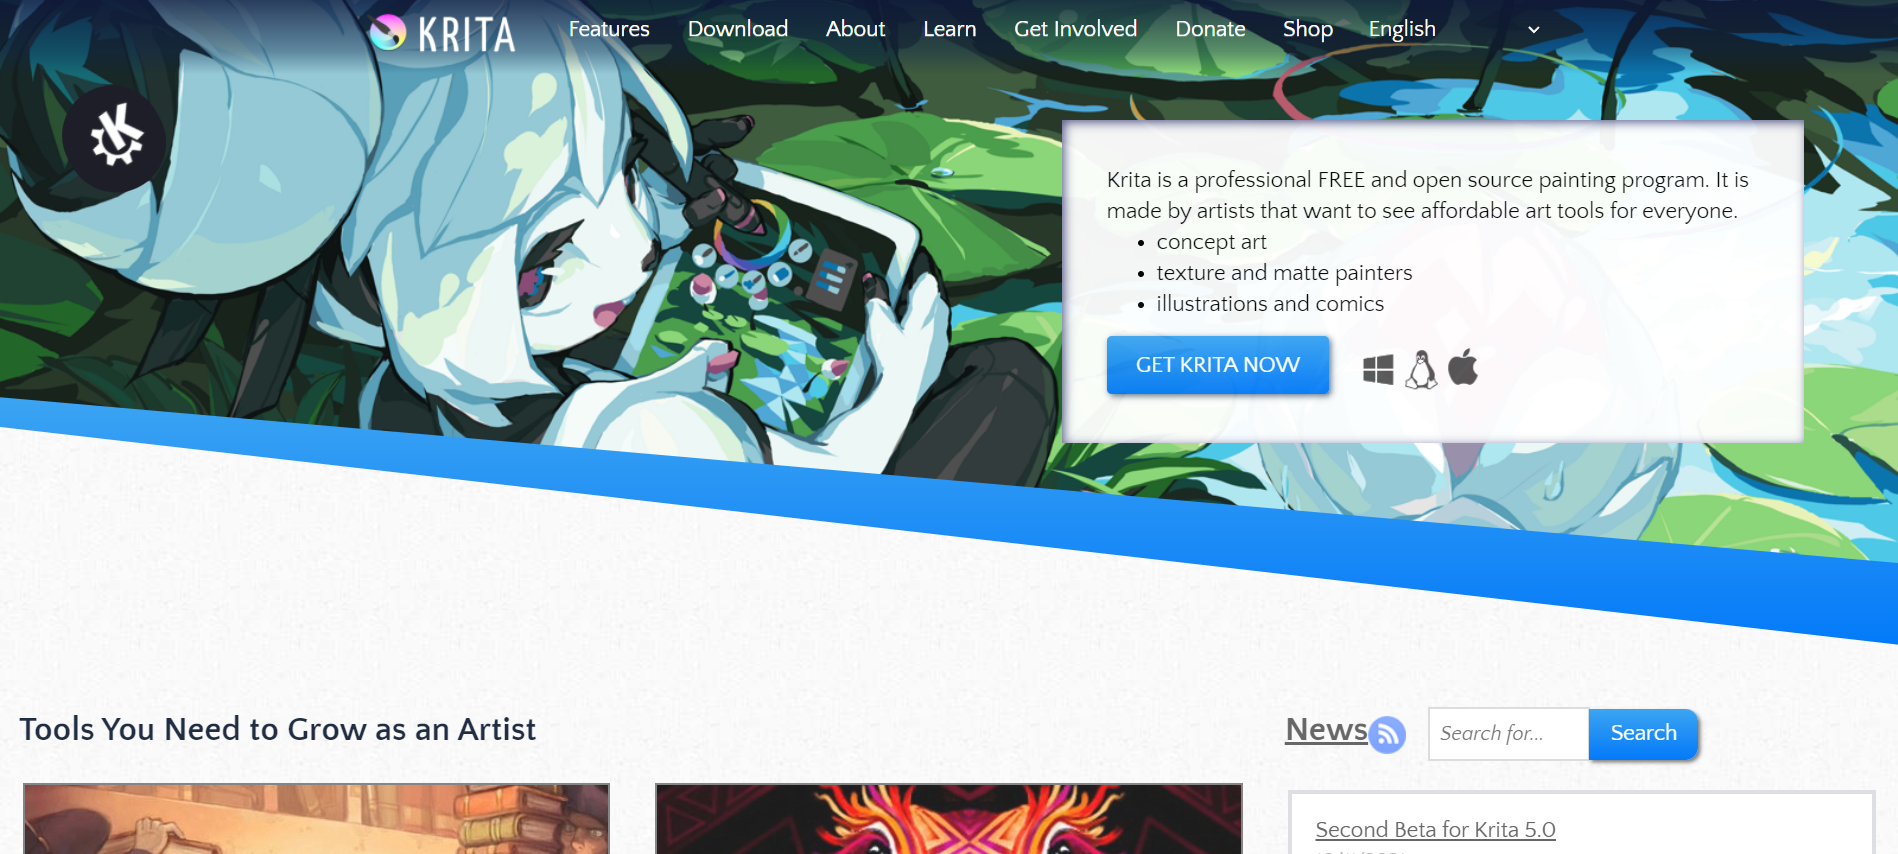 KRITA
Features Download About Learn Get Involved Donate Shop English
Krita is a professional FREE and open source painting program. It is
made by artists that want to see affordable art tools for everyone.
• concept art
• texture and matte painters
• illustrations and comics
GET KRITA NOW
Tools You Need to Grow as an Artist
News
Search for...
Search
Second Beta for Krita 5.0